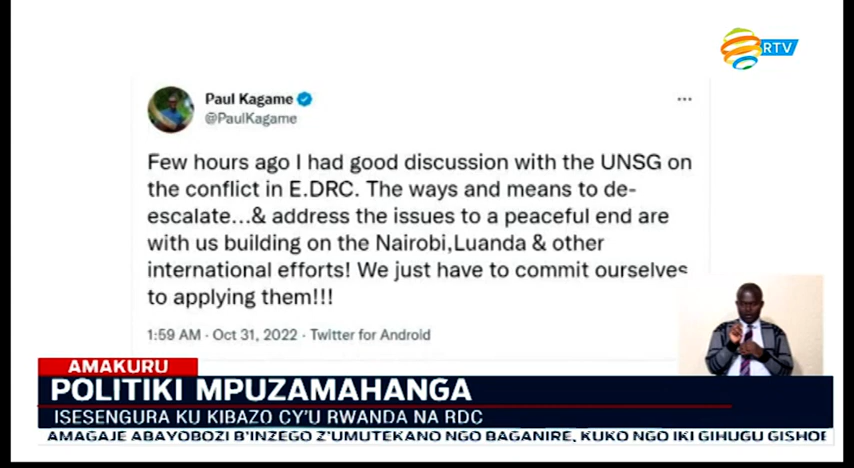 RTV
Paul Kagame
@PaulKagame
Few hours ago I had good discussion with the UNSG on
the conflict in E.DRC. The ways and means to de-
escalate...& address the issues to a peaceful end are
with us building on the Nairobi,Luanda & other
international efforts! We just have to commit ourselves
to applying them!!!
1:59 AM · Oct 31, 2022 · Twitter for Android
AMAKURU
POLITIKI MPUZAMAHANGA
ISESENGURA KU KIBAZO CY'U RWANDA NA RDC
AMAGAJE ABAYOBOZI B'INZEGO Z'UMUTEKANO NGO BAGANIRE, KUKO NGO IKI GIHUGU